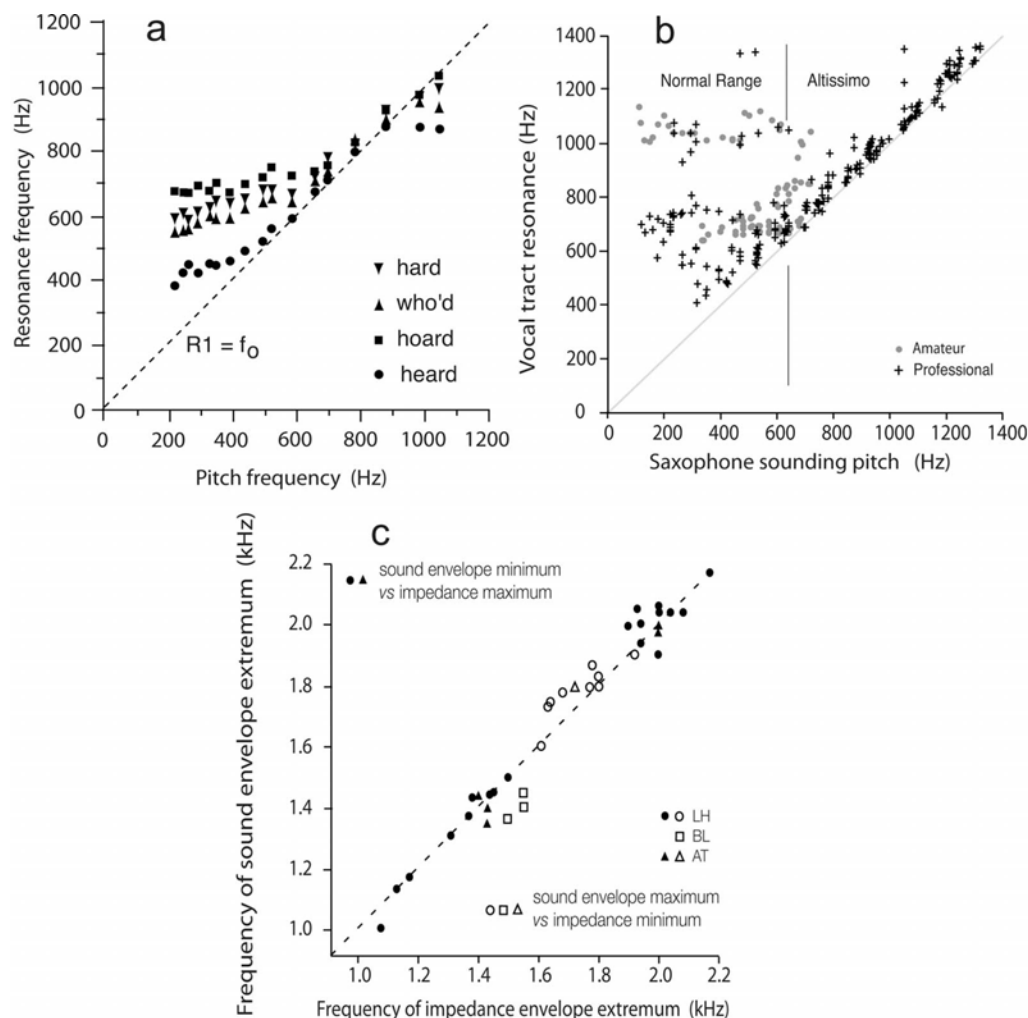 a
Resonance frequency (Hz)
1200
1000
800
600
400
200
0
hard
who'd
hoard
heard
R1 = fo
0 200 400 600 800 1000 1200
Pitch frequency (Hz)
b
Vocal tract resonance (Hz)
1400
1200
1000
800
600
400
200
0
Normal Range
Altissimo
Amateur
Professional
0 200 400 600 800 1000 1200 1400
Saxophone sounding pitch (Hz)
c
Frequency of sound envelope extremum (kHz)
2.2
2.0
1.8
1.6
1.4
1.2
1.0
sound envelope minimum
vs impedance maximum
LH
BL
AT
sound envelope maximum
vs impedance minimum
1.0 1.2 1.4 1.6 1.8 2.0 2.2
Frequency of impedance envelope extremum (kHz)